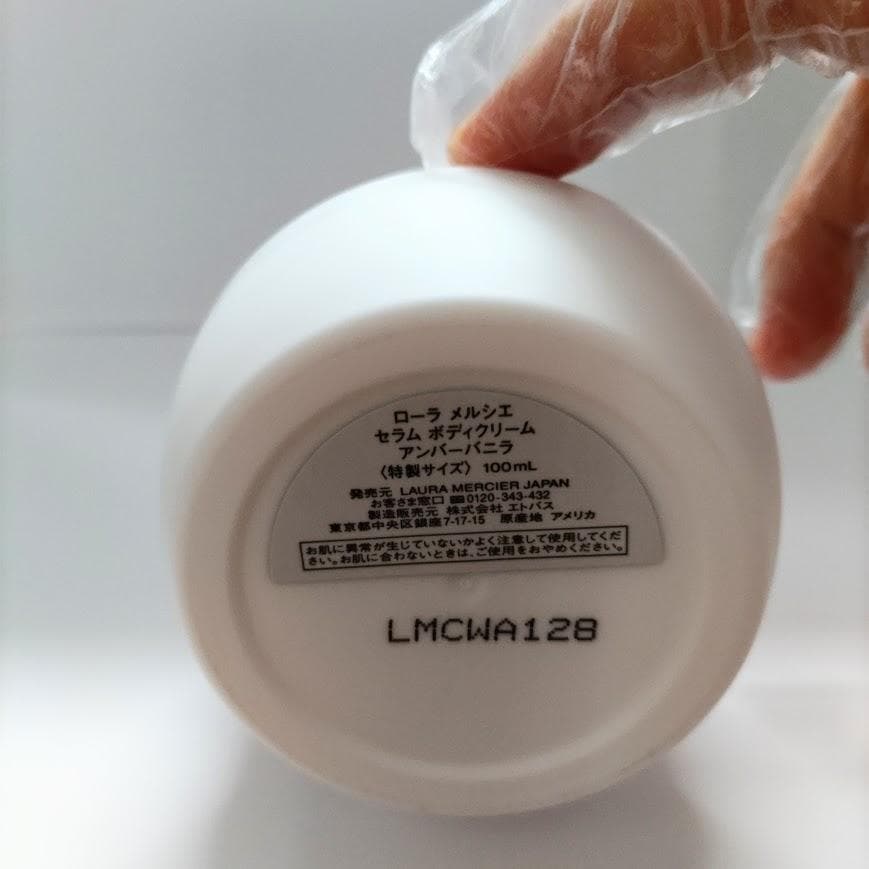 ローラ メルシエ
セラム ボディクリーム
アンバーバニラ
〈特製サイズ〉 100mL
発売元 LAURA MERCIER JAPAN
お客さま窓口 0120-343-432
製造販売元 株式会社 エトバス
東京都中央区銀座7-17-15 原産地 アメリカ
お肌に異常が生じていないかよく注意して使用してくだ
さい。お肌に合わないときは、ご使用をおやめください。
LMCWA128